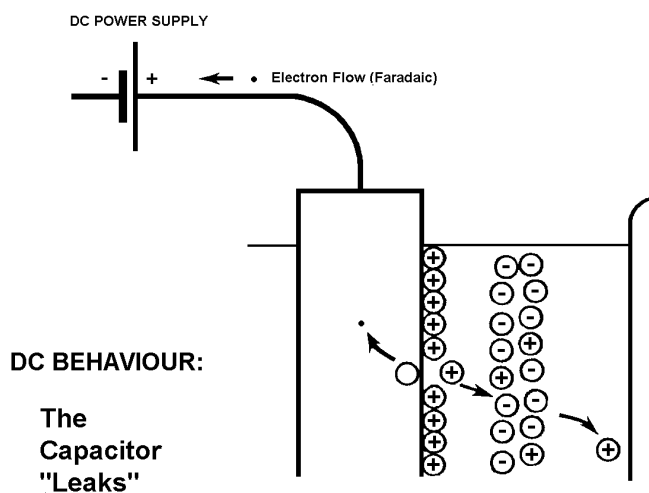 DC POWER SUPPLY
- +
Electron Flow (Faradaic)
DC BEHAVIOUR:
The
Capacitor
"Leaks"